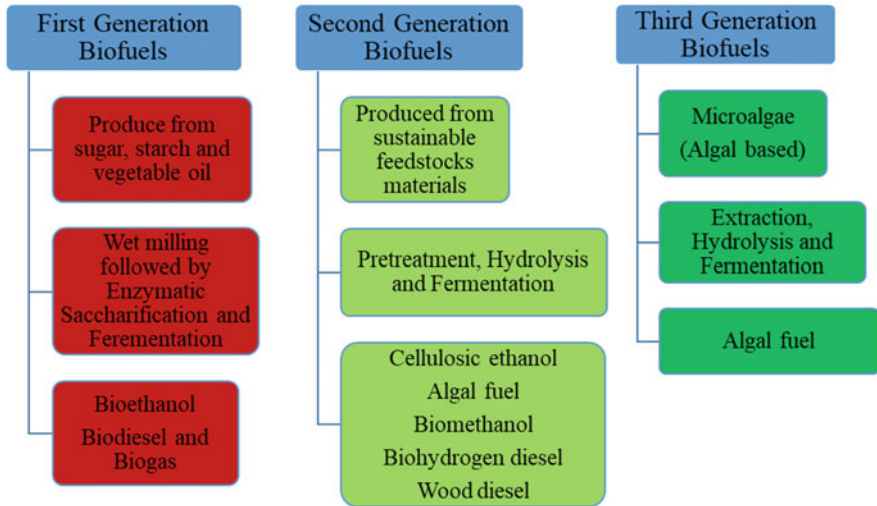 First Generation
Biofuels
Produce from
sugar, starch and
vegetable oil
Wet milling
followed by
Enzymatic
Saccharification and
Ferementation
Bioethanol
Biodiesel and
Biogas
Second Generation
Biofuels
Produced from
sustainable
feedstocks
materials
Pretreatment, Hydrolysis
and Fermentation
Cellulosic ethanol
Algal fuel
Biomethanol
Biohydrogen diesel
Wood diesel
Third Generation
Biofuels
Microalgae
(Algal based)
Extraction,
Hydrolysis and
Fermentation
Algal fuel